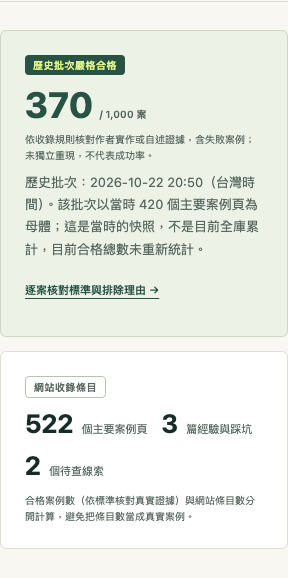 歷史批次嚴格合格
370 / 1,000 案
依收錄規則核對作者實作或自述證據，含失敗案例；
未獨立重現，不代表成功率。
歷史批次：2026-10-22 20:50（台灣時
間）。該批次以當時 420 個主要案例頁為
母體；這是當時的快照，不是目前全庫累
計，目前合格總數未重新統計。
逐案核對標準與排除理由 →
網站收錄條目
522 個主要案例頁 3 篇經驗與踩坑
2 個待查線索
合格案例數（依標準核對真實證據）與網站條目數分
開計算，避免把條目數當成真實案例。